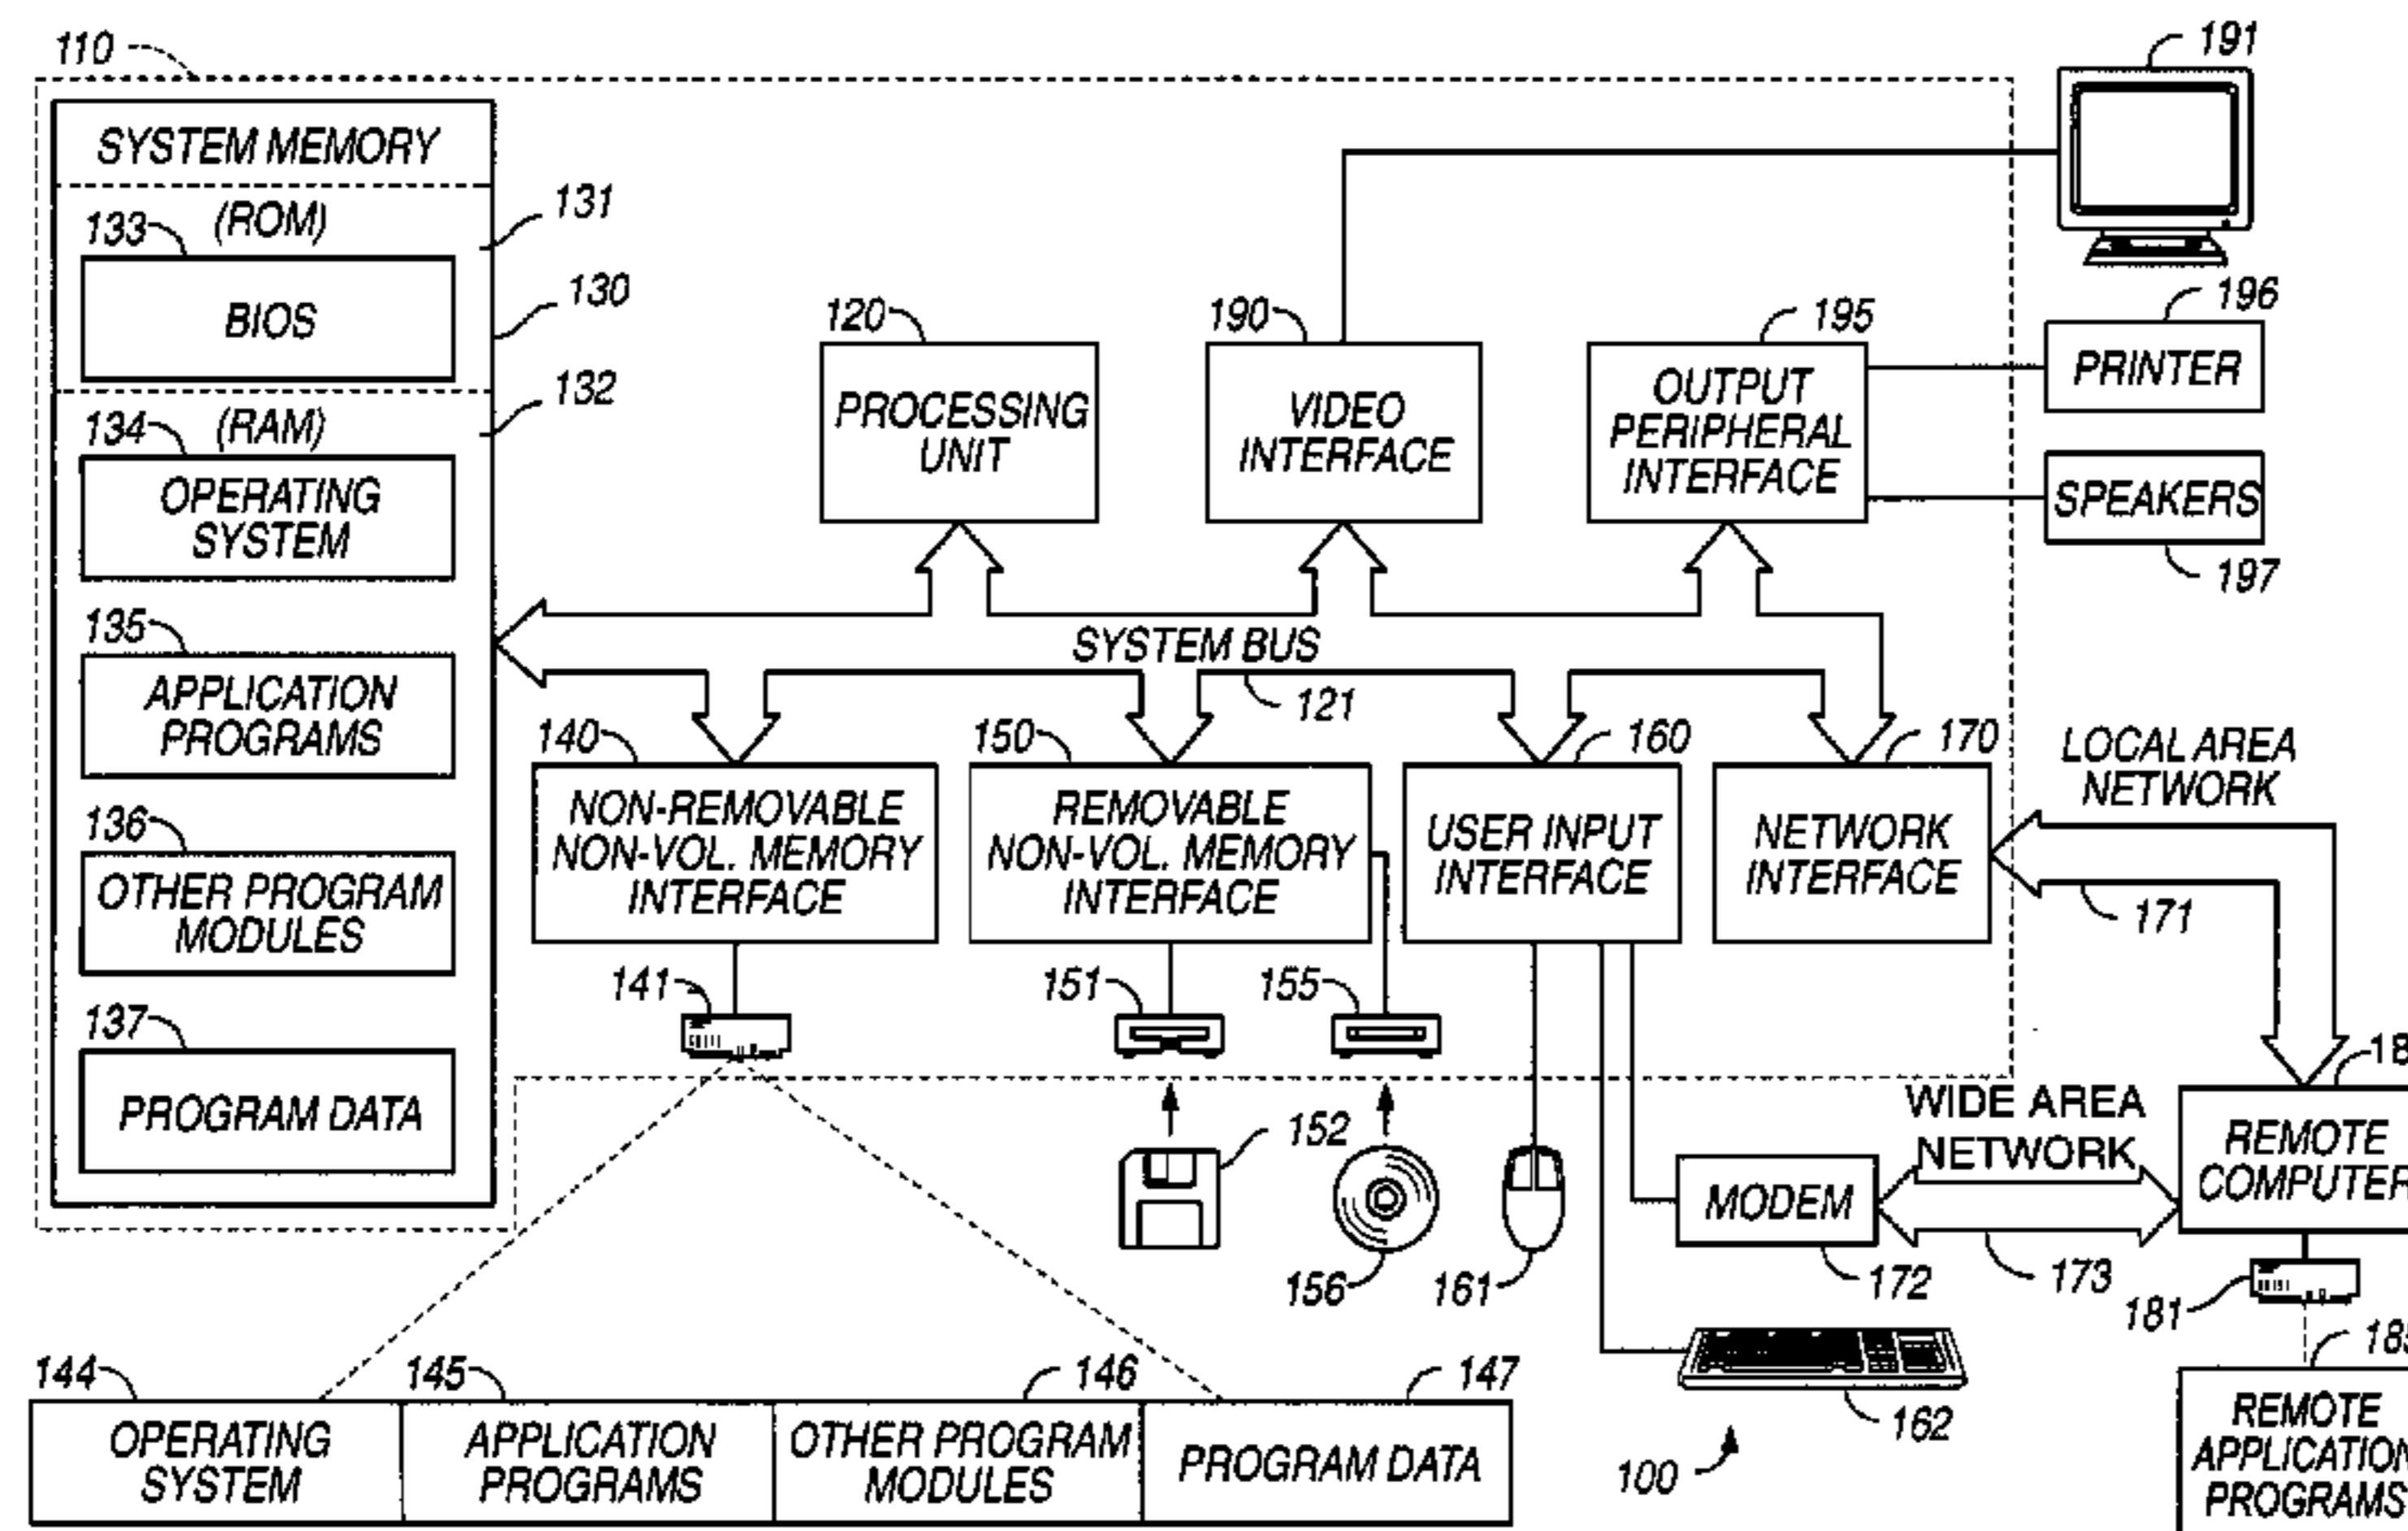 110
191
SYSTEM MEMORY
(ROM)
131
133
BIOS
130
132
(RAM)
134
OPERATING
SYSTEM
135
APPLICATION
PROGRAMS
136
OTHER PROGRAM
MODULES
137
PROGRAM DATA
120
PROCESSING
UNIT
190
VIDEO
INTERFACE
195
OUTPUT
PERIPHERAL
INTERFACE
196
PRINTER
SPEAKERS
197
SYSTEM BUS
121
140
NON-REMOVABLE
NON-VOL. MEMORY
INTERFACE
150
REMOVABLE
NON-VOL. MEMORY
INTERFACE
160
USER INPUT
INTERFACE
170
NETWORK
INTERFACE
LOCAL AREA
NETWORK
171
141
151
155
152
156
161
WIDE AREA
NETWORK
MODEM
172
173
REMOTE
COMPUTER
181
162
100
144
OPERATING
SYSTEM
145
APPLICATION
PROGRAMS
146
OTHER PROGRAM
MODULES
147
PROGRAM DATA
REMOTE
APPLICATION
PROGRAMS